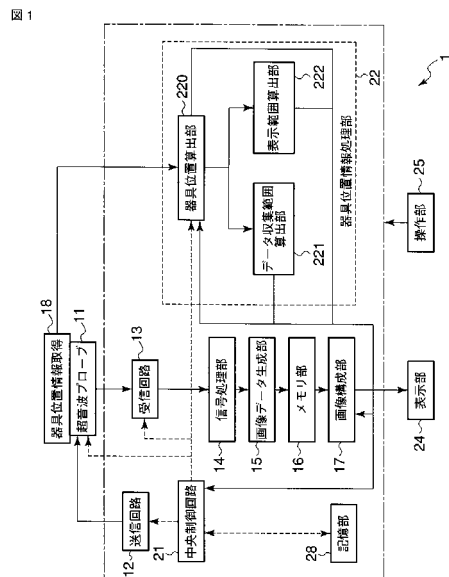 図 1
220
器具位置算出部
222
表示範囲算出部
データ収集範囲
算出部
221
器具位置情報処理部
22
1
器具位置情報取得
18
超音波プローブ
11
受信回路
13
信号処理部
14
画像データ生成部
15
メモリ部
16
画像構成部
17
表示部
24
操作部
25
送信回路
12
中央制御回路
21
記憶部
28